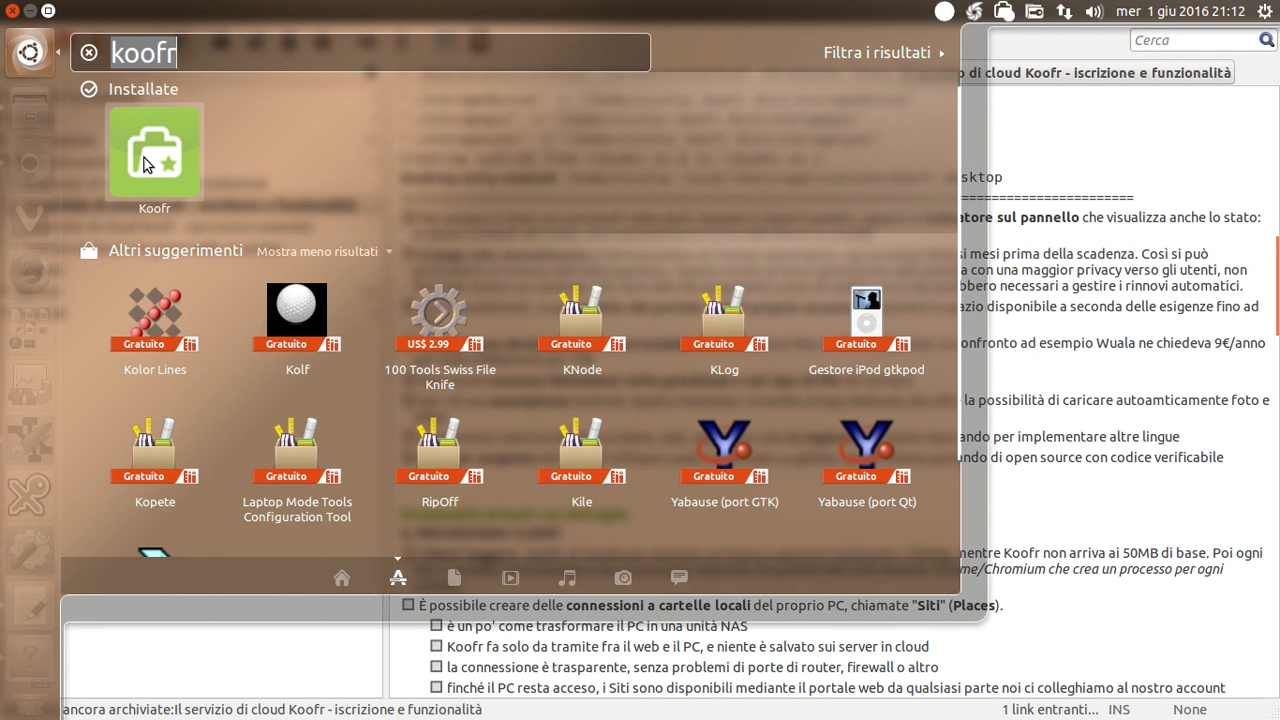 mer 1 giu 2016 21:12
koofr
Filtra i risultati
Cerca
o di cloud Koofr - iscrizione e funzionalità
Installate
Koofr
sktop
=======================
atore sul pannello che visualizza anche lo stato:
Altri suggerimenti Mostra meno risultati
si mesi prima della scadenza. Così si può
a con una maggior privacy verso gli utenti, non
bbero necessari a gestire i rinnovi automatici.
azio disponibile a seconda delle esigenze fino ad
onfronto ad esempio Wuala ne chiedeva 9€/anno
la possibilità di caricare autoamticamente foto e
ando per implementare altre lingue
undo di open source con codice verificabile
Gratuito Gratuito US$ 2.99 Gratuito Gratuito Gratuito
Kolor Lines Kolf 100 Tools Swiss File Knife KNode KLog Gestore iPod gtkpod
Gratuito Gratuito Gratuito Gratuito Gratuito Gratuito
Kopete Laptop Mode Tools Configuration Tool RipOff Kile Yabause (port GTK) Yabause (port Qt)
mentre Koofr non arriva ai 50MB di base. Poi ogni
me/Chromium che crea un processo per ogni
È possibile creare delle connessioni a cartelle locali del proprio PC, chiamate "Siti" (Places).
è un po' come trasformare il PC in una unità NAS
Koofr fa solo da tramite fra il web e il PC, e niente è salvato sui server in cloud
la connessione è trasparente, senza problemi di porte di router, firewall o altro
finché il PC resta acceso, i Siti sono disponibili mediante il portale web da qualsiasi parte noi ci colleghiamo al nostro account
ancora archiviate:Il servizio di cloud Koofr - iscrizione e funzionalità
1 link entranti... INS None